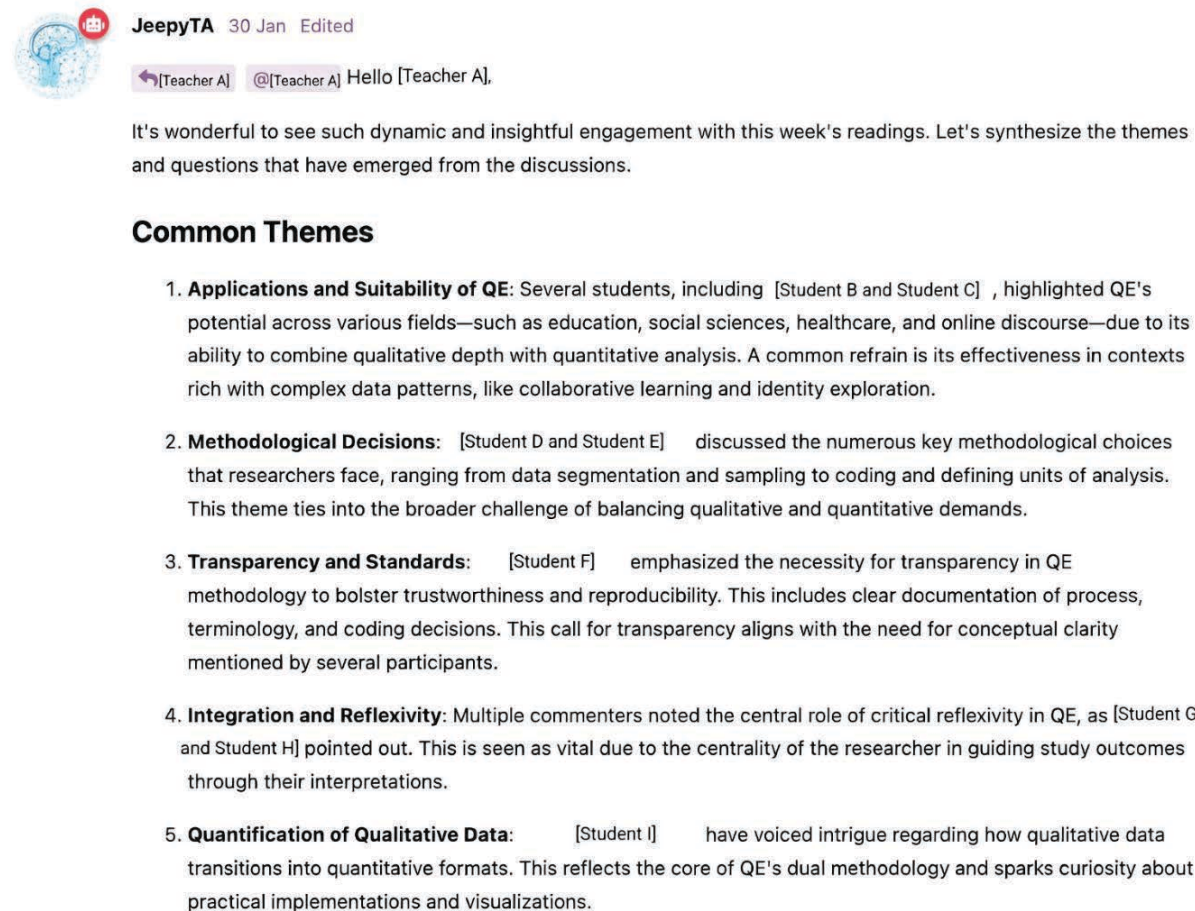 JeepyTA 30 Jan Edited
[Teacher A] @[Teacher A] Hello [Teacher A],
It's wonderful to see such dynamic and insightful engagement with this week's readings. Let's synthesize the themes
and questions that have emerged from the discussions.
Common Themes
1. Applications and Suitability of QE: Several students, including [Student B and Student C] , highlighted QE's
potential across various fields—such as education, social sciences, healthcare, and online discourse—due to its
ability to combine qualitative depth with quantitative analysis. A common refrain is its effectiveness in contexts
rich with complex data patterns, like collaborative learning and identity exploration.
2. Methodological Decisions: [Student D and Student E] discussed the numerous key methodological choices
that researchers face, ranging from data segmentation and sampling to coding and defining units of analysis.
This theme ties into the broader challenge of balancing qualitative and quantitative demands.
3. Transparency and Standards: [Student F] emphasized the necessity for transparency in QE
methodology to bolster trustworthiness and reproducibility. This includes clear documentation of process,
terminology, and coding decisions. This call for transparency aligns with the need for conceptual clarity
mentioned by several participants.
4. Integration and Reflexivity: Multiple commenters noted the central role of critical reflexivity in QE, as [Student G
and Student H] pointed out. This is seen as vital due to the centrality of the researcher in guiding study outcomes
through their interpretations.
5. Quantification of Qualitative Data: [Student I] have voiced intrigue regarding how qualitative data
transitions into quantitative formats. This reflects the core of QE's dual methodology and sparks curiosity about
practical implementations and visualizations.